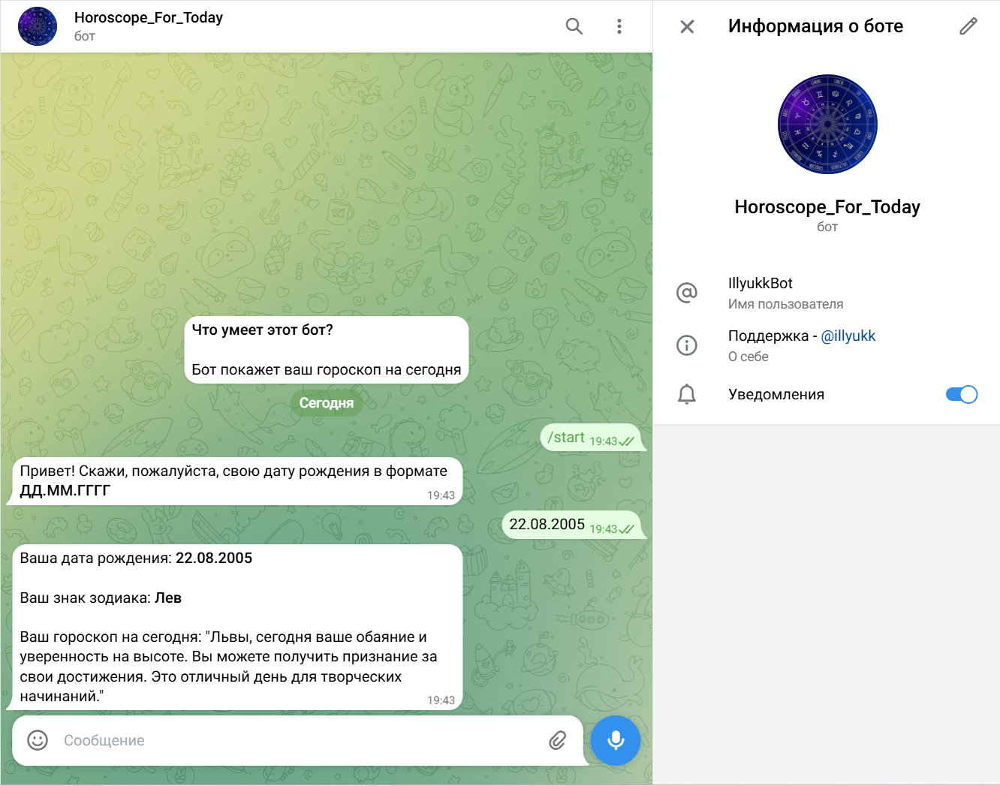 Horoscope_For_Today
бот
Что умеет этот бот?
Бот покажет ваш гороскоп на сегодня
Сегодня
/start 19:43
Привет! Скажи, пожалуйста, свою дату рождения в формате
ДД.ММ.ГГГГ
19:43
22.08.2005 19:43
Ваша дата рождения: 22.08.2005
Ваш знак зодиака: Лев
Ваш гороскоп на сегодня: "Львы, сегодня ваше обаяние и
уверенность на высоте. Вы можете получить признание за
свои достижения. Это отличный день для творческих
начинаний."
19:43
Сообщение
Информация о боте
Horoscope_For_Today
бот
IllyukkBot
Имя пользователя
Поддержка - @illyukk
О себе
Уведомления